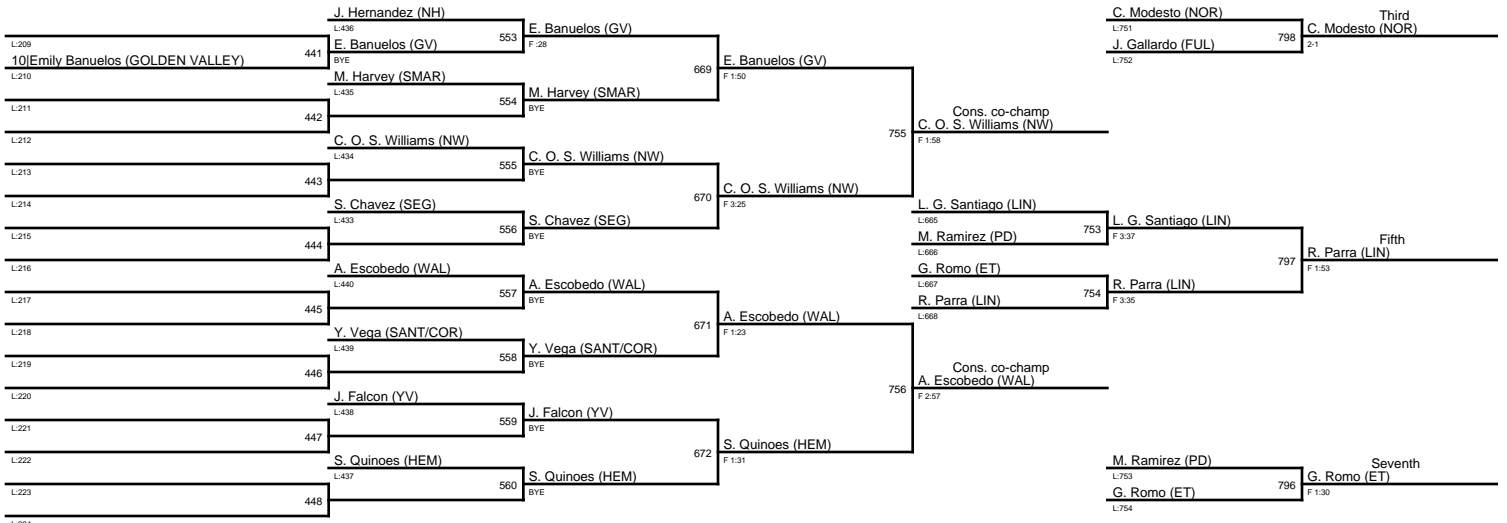 L:209
441
10|Emily Banuelos (GOLDEN VALLEY)
L:210
L:211
442
L:212
L:213
443
L:214
L:215
444
L:216
L:217
445
L:218
L:219
446
L:220
L:221
447
L:222
L:223
448
J. Hernandez (NH)
L:436
553
E. Banuelos (GV)
BYE
M. Harvey (SMAR)
L:435
554
C. O. S. Williams (NW)
L:434
555
S. Chavez (SEG)
L:433
556
A. Escobedo (WAL)
L:440
557
Y. Vega (SANT/COR)
L:439
558
J. Falcon (YV)
L:438
559
S. Quinoes (HEM)
L:437
560
E. Banuelos (GV)
F :28
669
M. Harvey (SMAR)
BYE
C. O. S. Williams (NW)
BYE
670
S. Chavez (SEG)
BYE
A. Escobedo (WAL)
BYE
671
Y. Vega (SANT/COR)
BYE
J. Falcon (YV)
BYE
672
S. Quinoes (HEM)
BYE
E. Banuelos (GV)
F 1:50
755
C. O. S. Williams (NW)
F 3:25
A. Escobedo (WAL)
F 1:23
756
S. Quinoes (HEM)
F 1:31
Cons. co-champ
C. O. S. Williams (NW)
F 1:58
L. G. Santiago (LIN)
L:665
753
M. Ramirez (PD)
L:666
G. Romo (ET)
L:667
754
R. Parra (LIN)
L:668
Cons. co-champ
A. Escobedo (WAL)
F 2:57
C. Modesto (NOR)
L:751
798
J. Gallardo (FUL)
L:752
Third
C. Modesto (NOR)
2-1
L. G. Santiago (LIN)
F 3:37
797
R. Parra (LIN)
F 3:35
Fifth
R. Parra (LIN)
F 1:53
M. Ramirez (PD)
L:753
796
G. Romo (ET)
L:754
Seventh
G. Romo (ET)
F 1:30